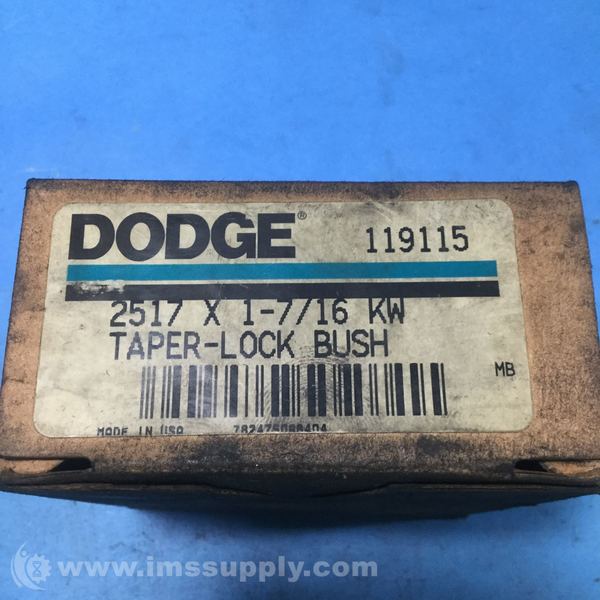 DODGE® 119115
2517 X 1-7/16 KW
TAPER-LOCK BUSH
MB
MADE IN USA
www.imssupply.com